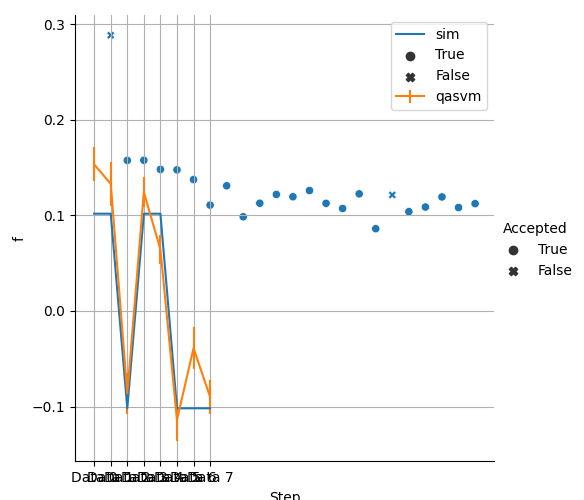 0.3
0.2
0.1
0.0
−0.1
f
sim
True
False
qasvm
Accepted
True
False
Data 7
Step